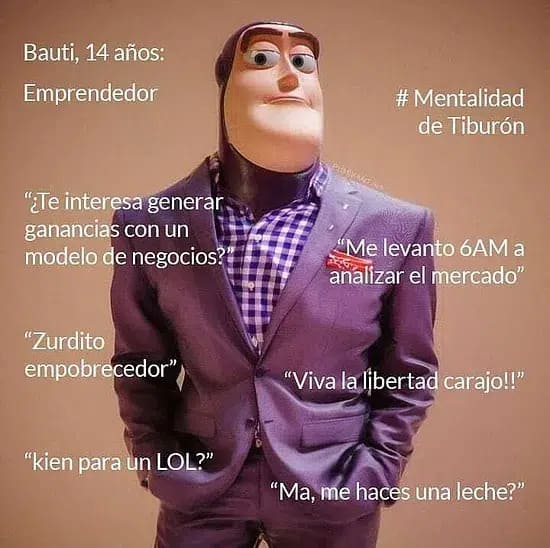 Bauti, 14 años:
Emprendedor
# Mentalidad
de Tiburón
“¿Te interesa generar
ganancias con un
modelo de negocios?”
“Me levanto 6AM a
analizar el mercado”
“Zurdito
empobrecedor”
“Viva la libertad carajo!!”
“kien para un LOL?”
“Ma, me haces una leche?”